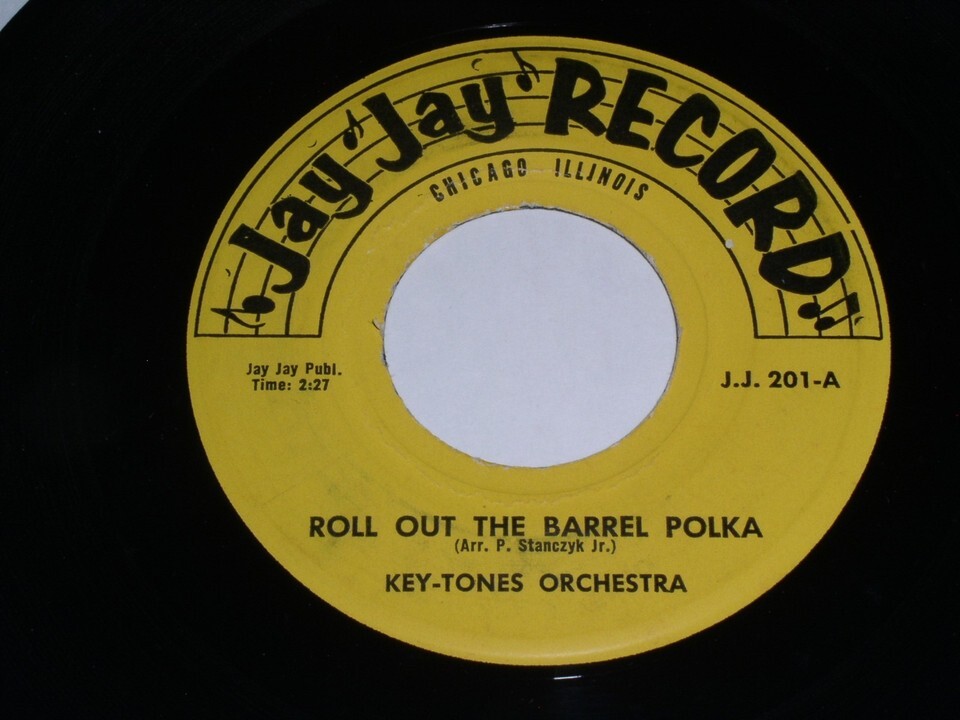 "Jay Jay" RECORD
CHICAGO ILLINOIS
Jay Jay Publ.
Time: 2:27
J.J. 201-A
ROLL OUT THE BARREL POLKA
(Arr. P. Stanczyk Jr.)
KEY-TONES ORCHESTRA